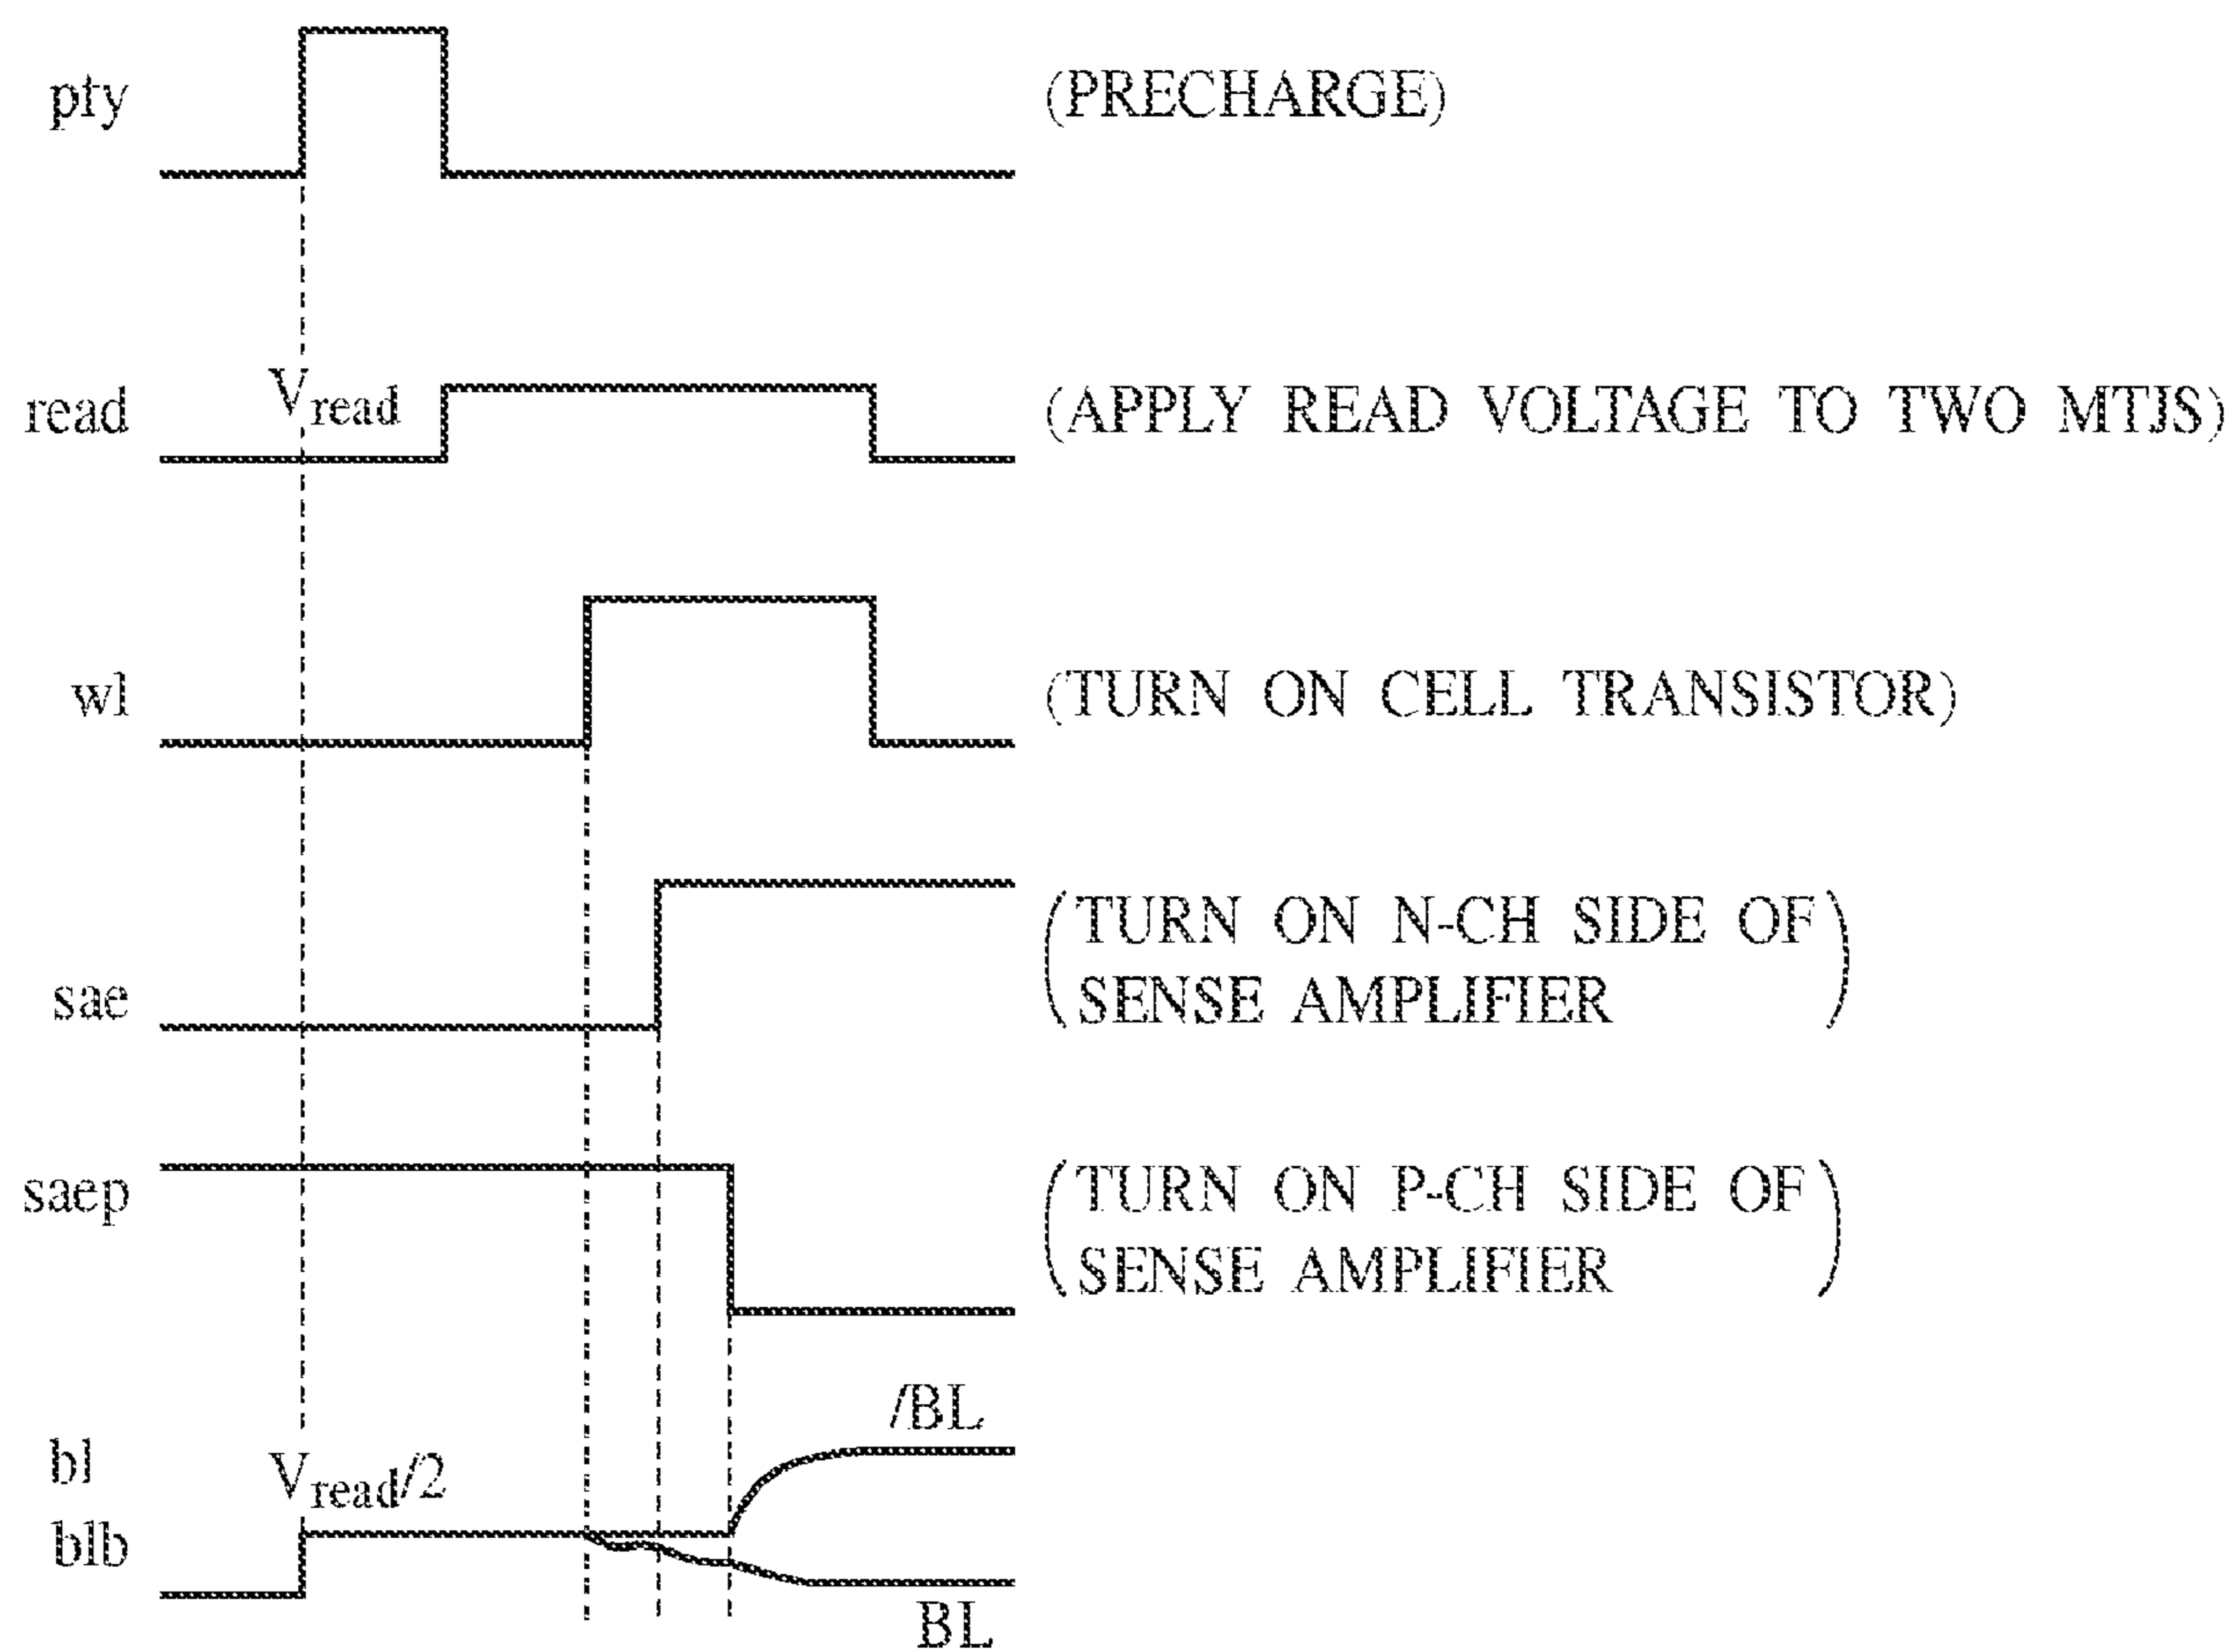 pty (PRECHARGE)
read Vread (APPLY READ VOLTAGE TO TWO MTJS)
wl (TURN ON CELL TRANSISTOR)
(TURN ON N-CH SIDE OF
sae SENSE AMPLIFIER)
saep (TURN ON P-CH SIDE OF
SENSE AMPLIFIER)
/BL
bl Vread/2
blb
BL